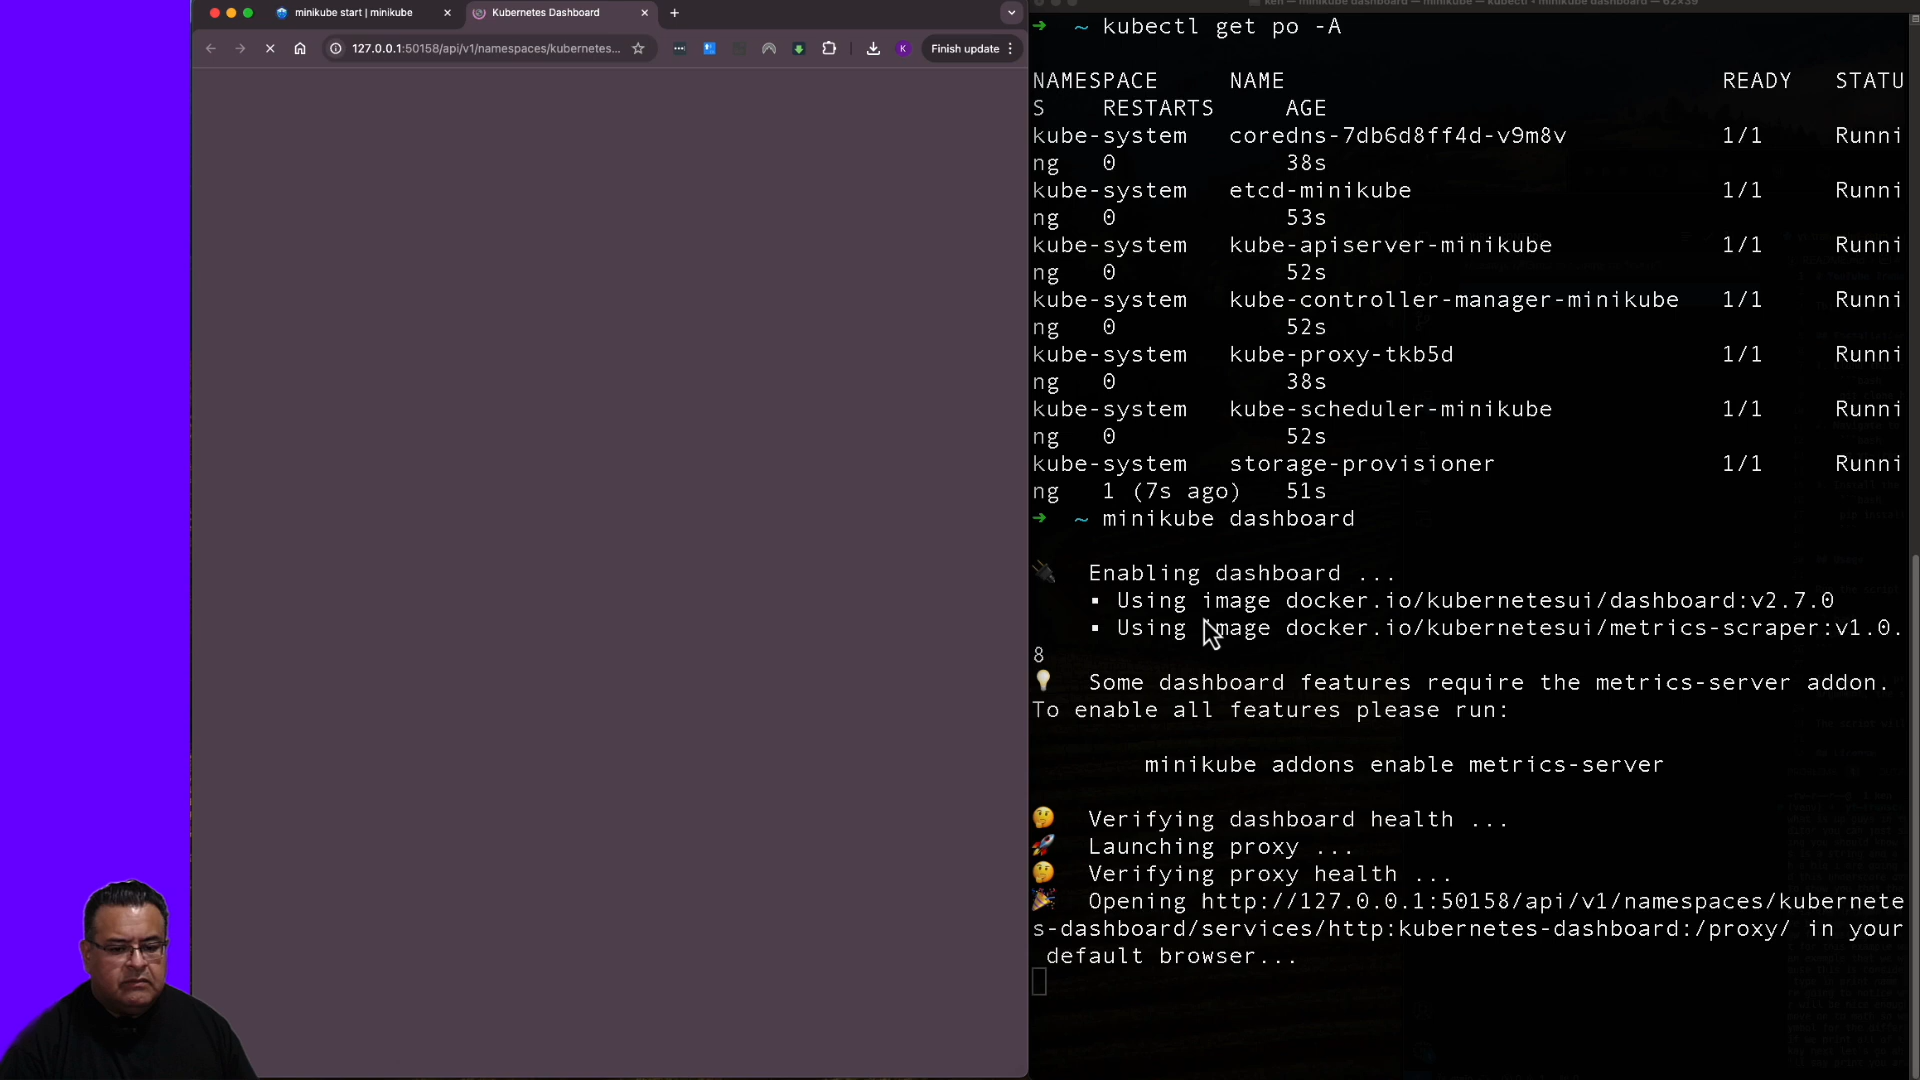 minikube start | minikube
Kubernetes Dashboard
127.0.0.1:50158/api/v1/namespaces/kubernetes...
K
Finish update
➜ ~ kubectl get po -A
NAMESPACE NAME READY STATU
S RESTARTS AGE
kube-system coredns-7db6d8ff4d-v9m8v 1/1 Runni
ng 0 38s
kube-system etcd-minikube 1/1 Runni
ng 0 53s
kube-system kube-apiserver-minikube 1/1 Runni
ng 0 52s
kube-system kube-controller-manager-minikube 1/1 Runni
ng 0 52s
kube-system kube-proxy-tkb5d 1/1 Runni
ng 0 38s
kube-system kube-scheduler-minikube 1/1 Runni
ng 0 52s
kube-system storage-provisioner 1/1 Runni
ng 1 (7s ago) 51s
➜ ~ minikube dashboard
🔌 Enabling dashboard ...
▪ Using image docker.io/kubernetesui/dashboard:v2.7.0
▪ Using image docker.io/kubernetesui/metrics-scraper:v1.0.
8
💡 Some dashboard features require the metrics-server addon.
To enable all features please run:
minikube addons enable metrics-server
🤔 Verifying dashboard health ...
🚀 Launching proxy ...
🤔 Verifying proxy health ...
🎉 Opening http://127.0.0.1:50158/api/v1/namespaces/kubernete
s-dashboard/services/http:kubernetes-dashboard:/proxy/ in your
default browser...